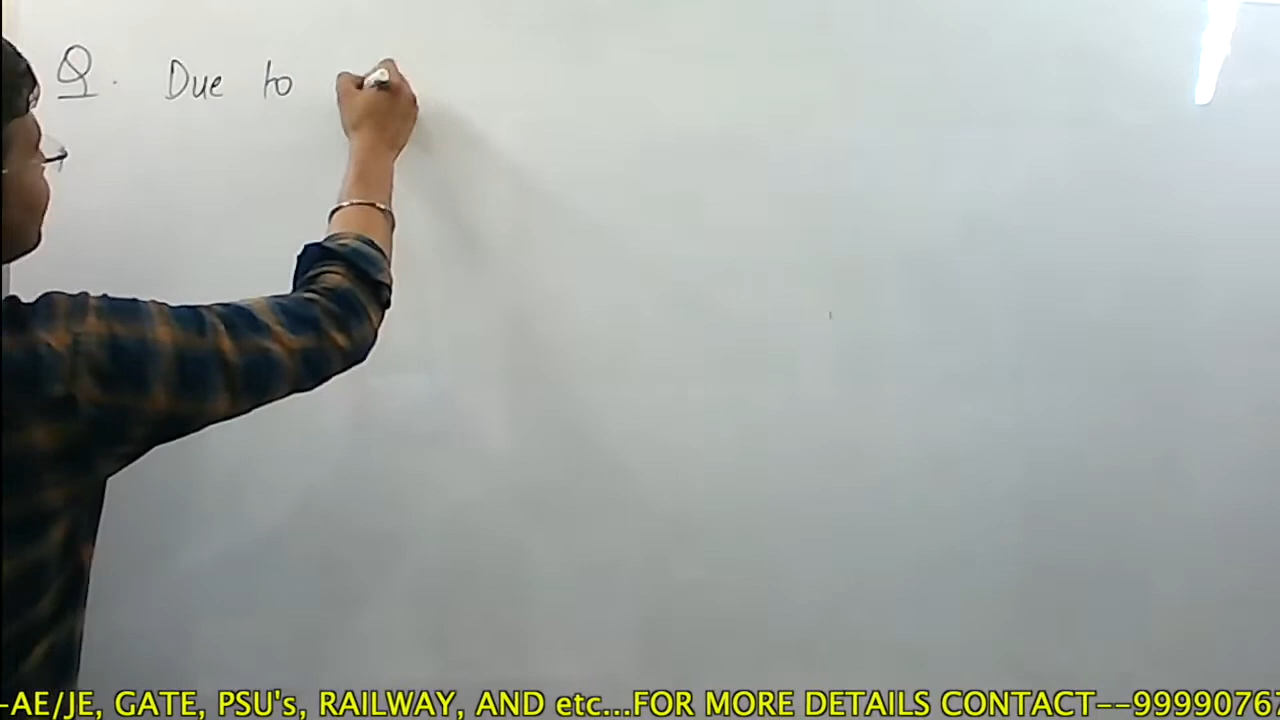 Q. Due to
-AE/JE, GATE, PSU's, RAILWAY, AND etc...FOR MORE DETAILS CONTACT--99990767